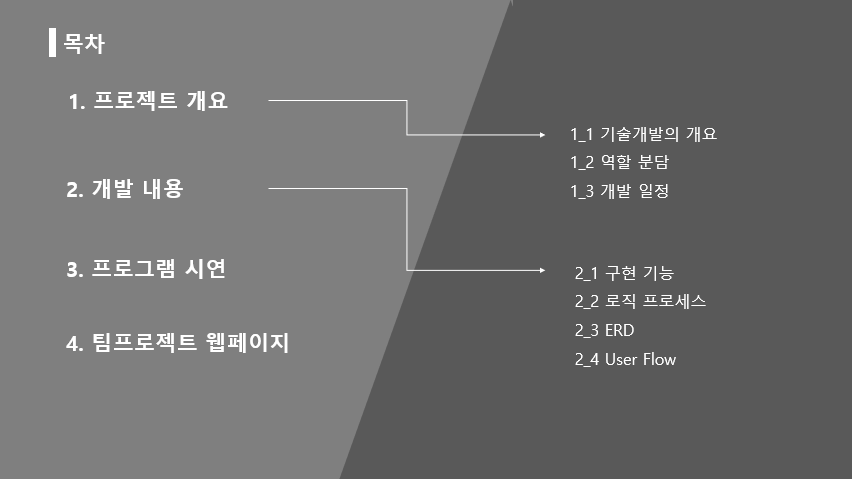 목차
1. 프로젝트 개요
1_1 기술개발의 개요
1_2 역할 분담
1_3 개발 일정
2. 개발 내용
2_1 구현 기능
2_2 로직 프로세스
2_3 ERD
2_4 User Flow
3. 프로그램 시연
4. 팀프로젝트 웹페이지